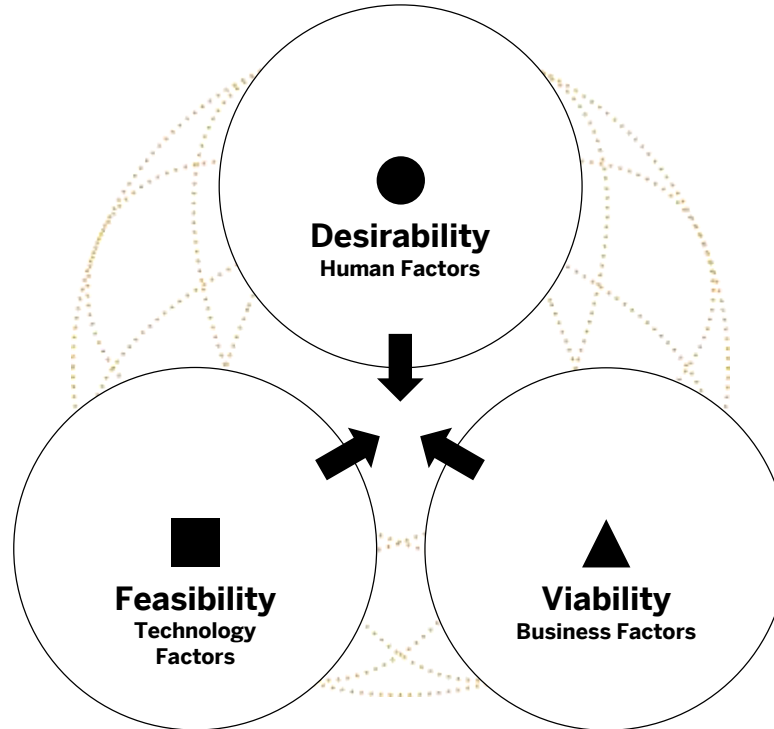 Desirability
Human Factors
Feasibility
Technology
Factors
Viability
Business Factors